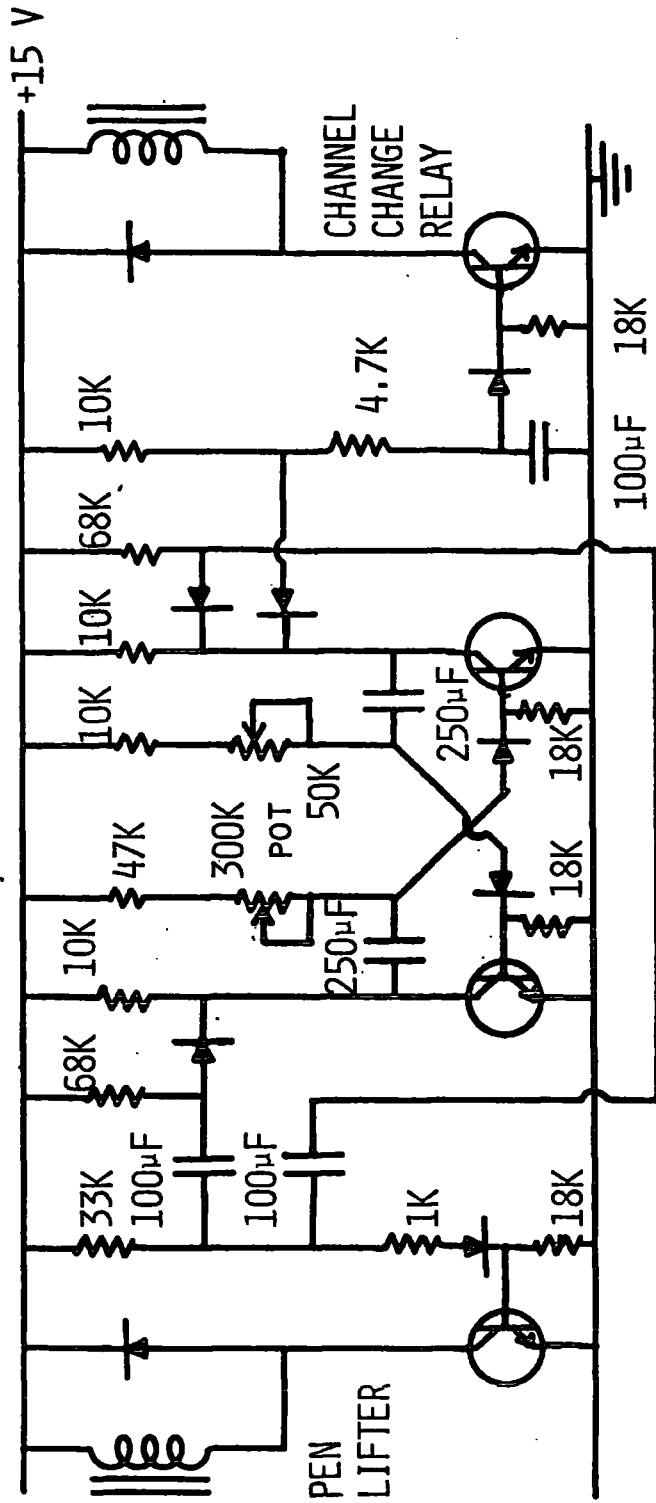 +15 V
33K
68K
10K
47K
10K
10K
68K
10K
100µF
100µF
300K
POT
50K
4.7K
CHANNEL
CHANGE
RELAY
PEN
LIFTER
1K
250µF
250µF
18K
18K
18K
100µF
18K